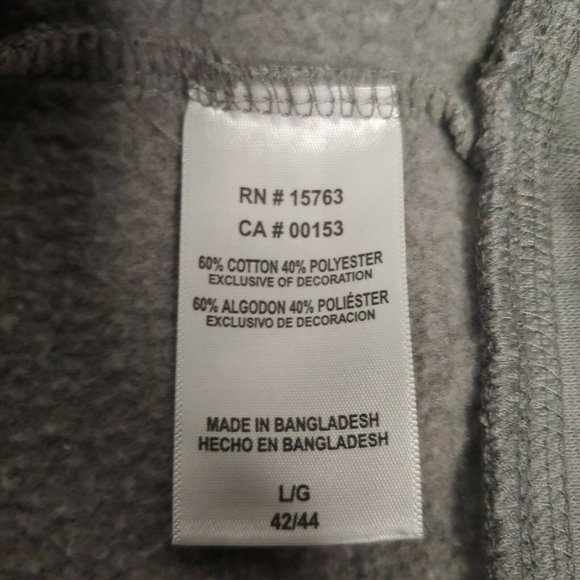 RN # 15763
CA # 00153
60% COTTON 40% POLYESTER
EXCLUSIVE OF DECORATION
60% ALGODON 40% POLIÉSTER
EXCLUSIVO DE DECORACION
MADE IN BANGLADESH
HECHO EN BANGLADESH
L/G
42/44